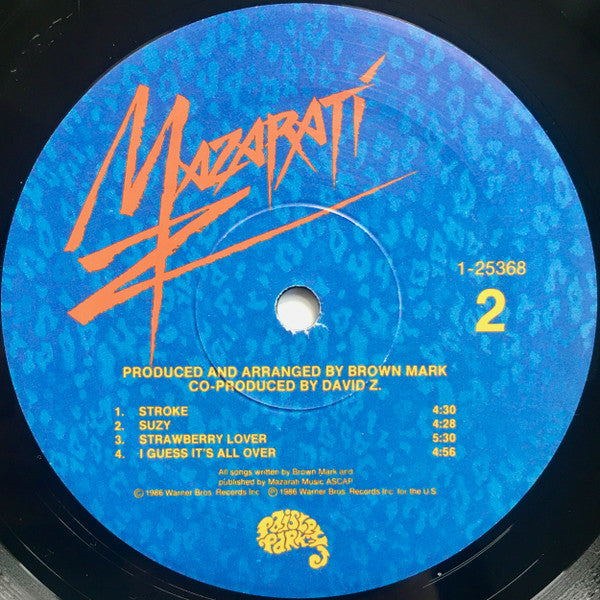 MAZARATI
1-25368
2
PRODUCED AND ARRANGED BY BROWN MARK
CO-PRODUCED BY DAVID Z.
1. STROKE 4:30
2. SUZY 4:28
3. STRAWBERRY LOVER 5:30
4. I GUESS IT'S ALL OVER 4:56
All songs written by Brown Mark and
published by Mazarati Music ASCAP
© 1986 Warner Bros. Records Inc. ℗ 1986 Warner Bros. Records Inc. for the U.S.
PAISLEY
PARK